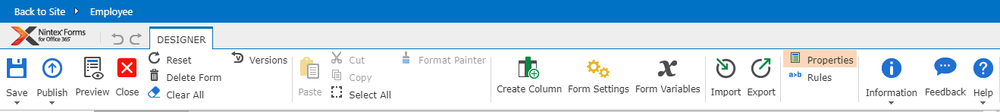 Back to Site Employee
Nintex® Forms
for Office 365®
DESIGNER
Save
Publish
Preview
Close
Reset
Delete Form
Clear All
Versions
Paste
Cut
Copy
Select All
Format Painter
Create Column
Form Settings
x
Form Variables
Import
Export
Properties
a>b Rules
Information
Feedback
Help